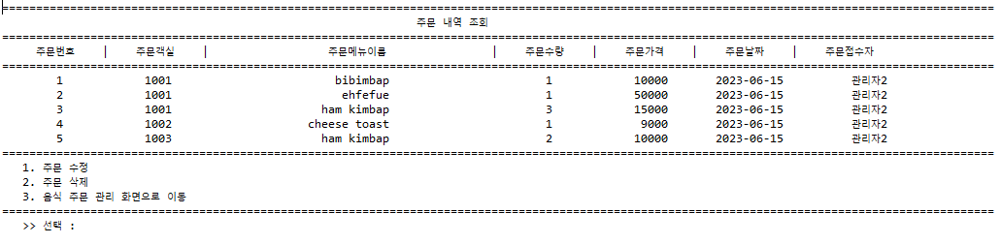 ==================================================
주문 내역 조회
==================================================
주문번호 | 주문객실 | 주문메뉴이름 | 주문수량 | 주문가격 | 주문날짜 | 주문접수자
==================================================
1 1001 bibimbap 1 10000 2023-06-15 관리자2
2 1001 ehfefue 1 50000 2023-06-15 관리자2
3 1001 ham kimbap 3 15000 2023-06-15 관리자2
4 1002 cheese toast 1 9000 2023-06-15 관리자2
5 1003 ham kimbap 2 10000 2023-06-15 관리자2
==================================================
1. 주문 수정
2. 주문 삭제
3. 음식 주문 관리 화면으로 이동
==================================================
>> 선택 :